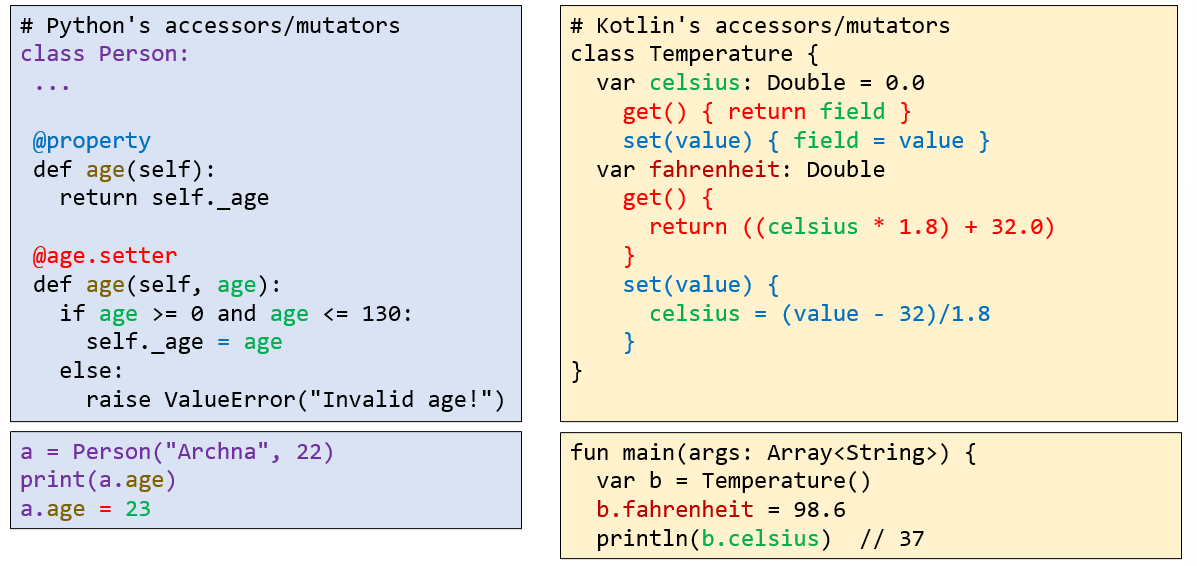 # Python's accessors/mutators
class Person:
 ...

 @property
 def age(self):
   return self._age

 @age.setter
 def age(self, age):
   if age >= 0 and age <= 130:
     self._age = age
   else:
     raise ValueError("Invalid age!")
a = Person("Archna", 22)
print(a.age)
a.age = 23
# Kotlin's accessors/mutators
class Temperature {
  var celsius: Double = 0.0
    get() { return field }
    set(value) { field = value }
  var fahrenheit: Double
    get() {
      return ((celsius * 1.8) + 32.0)
    }
    set(value) {
      celsius = (value - 32)/1.8
    }
}
fun main(args: Array<String>) {
  var b = Temperature()
  b.fahrenheit = 98.6
  println(b.celsius)  // 37